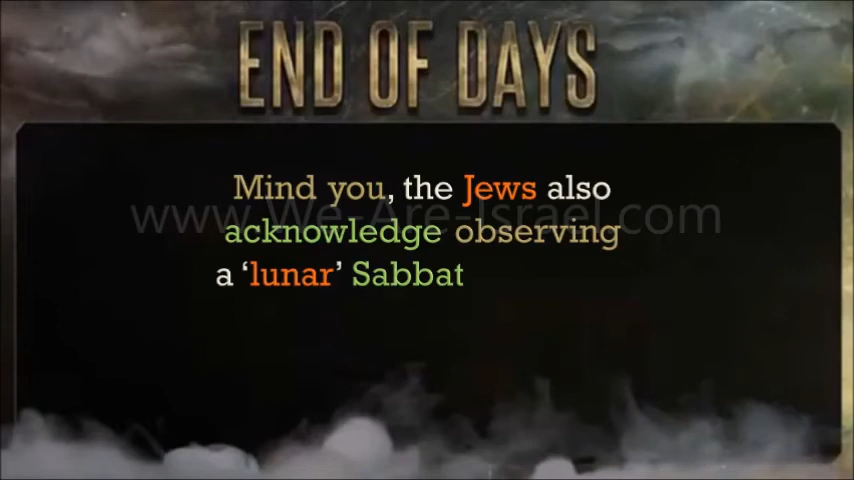 END OF DAYS
Mind you, the Jews also
www.We-Are-Israel.com
acknowledge observing
a ‘lunar’ Sabbat